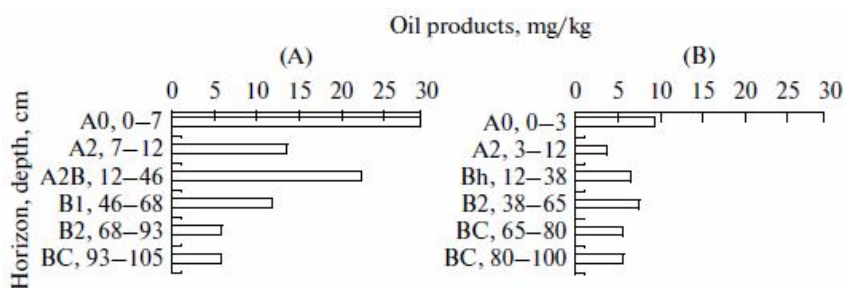 Oil products, mg/kg
(A)
0 5 10 15 20 25 30
A0, 0–7
A2, 7–12
A2B, 12–46
B1, 46–68
B2, 68–93
BC, 93–105
(B)
0 5 10 15 20 25 30
A0, 0–3
A2, 3–12
Bh, 12–38
B2, 38–65
BC, 65–80
BC, 80–100
Horizon, depth, cm